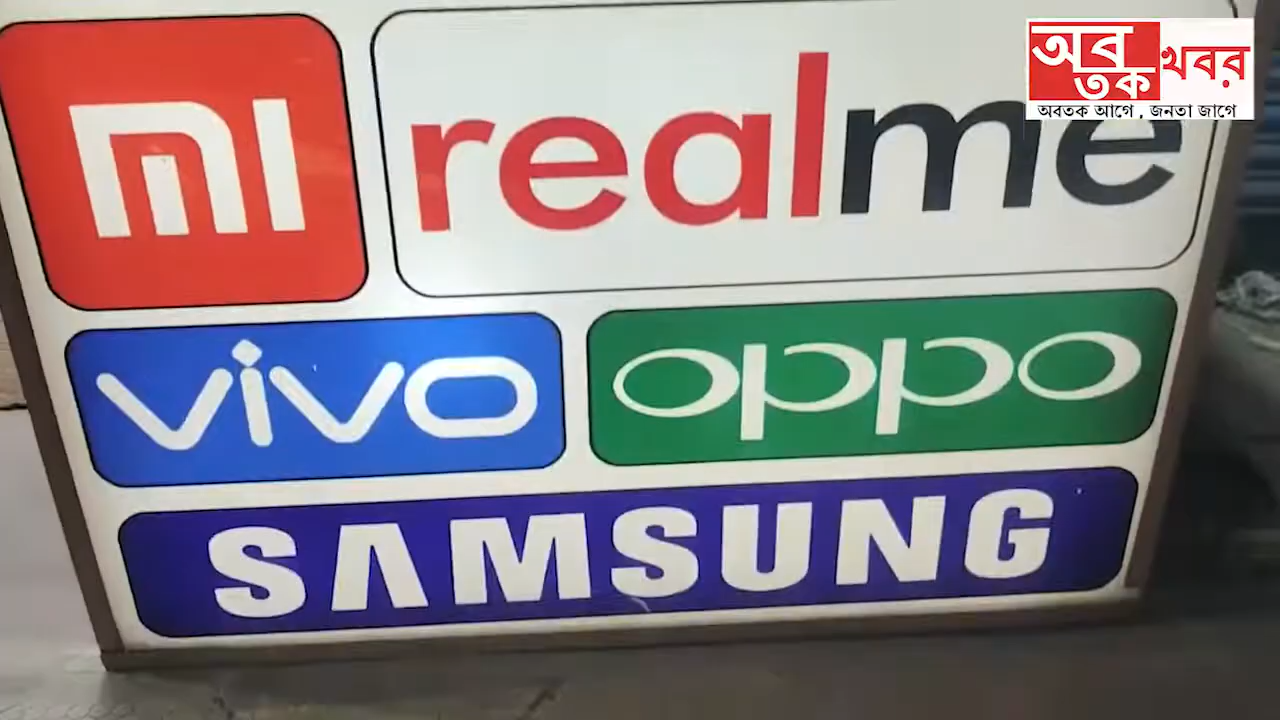 mi realme
vivo oppo
SAMSUNG
অব
তক খবর
অবতক আগে , জনতা জাগে